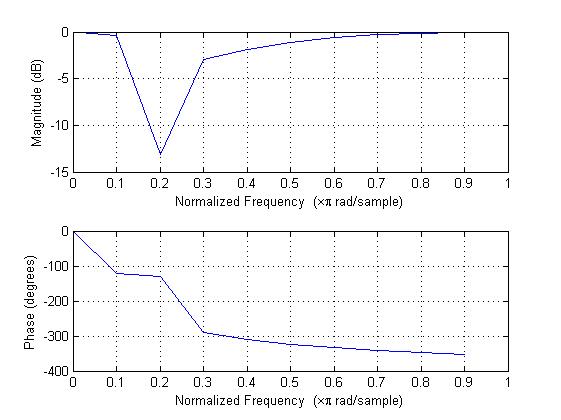 0
-5
-10
-15
Magnitude (dB)
0 0.1 0.2 0.3 0.4 0.5 0.6 0.7 0.8 0.9 1
Normalized Frequency (×π rad/sample)
0
-100
-200
-300
-400
Phase (degrees)
0 0.1 0.2 0.3 0.4 0.5 0.6 0.7 0.8 0.9 1
Normalized Frequency (×π rad/sample)